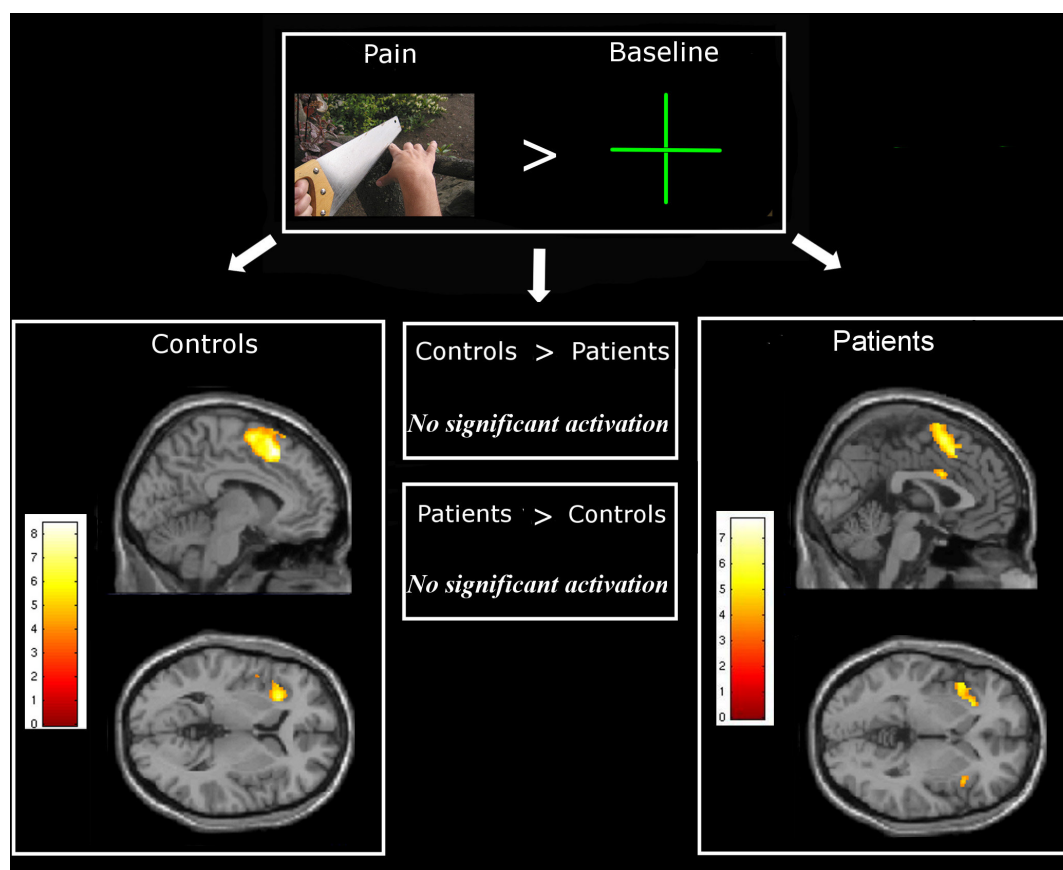 Pain
Baseline
>
Controls
Controls > Patients
No significant activation
Patients > Controls
No significant activation
Patients
8
7
6
5
4
3
2
1
0
7
6
5
4
3
2
1
0